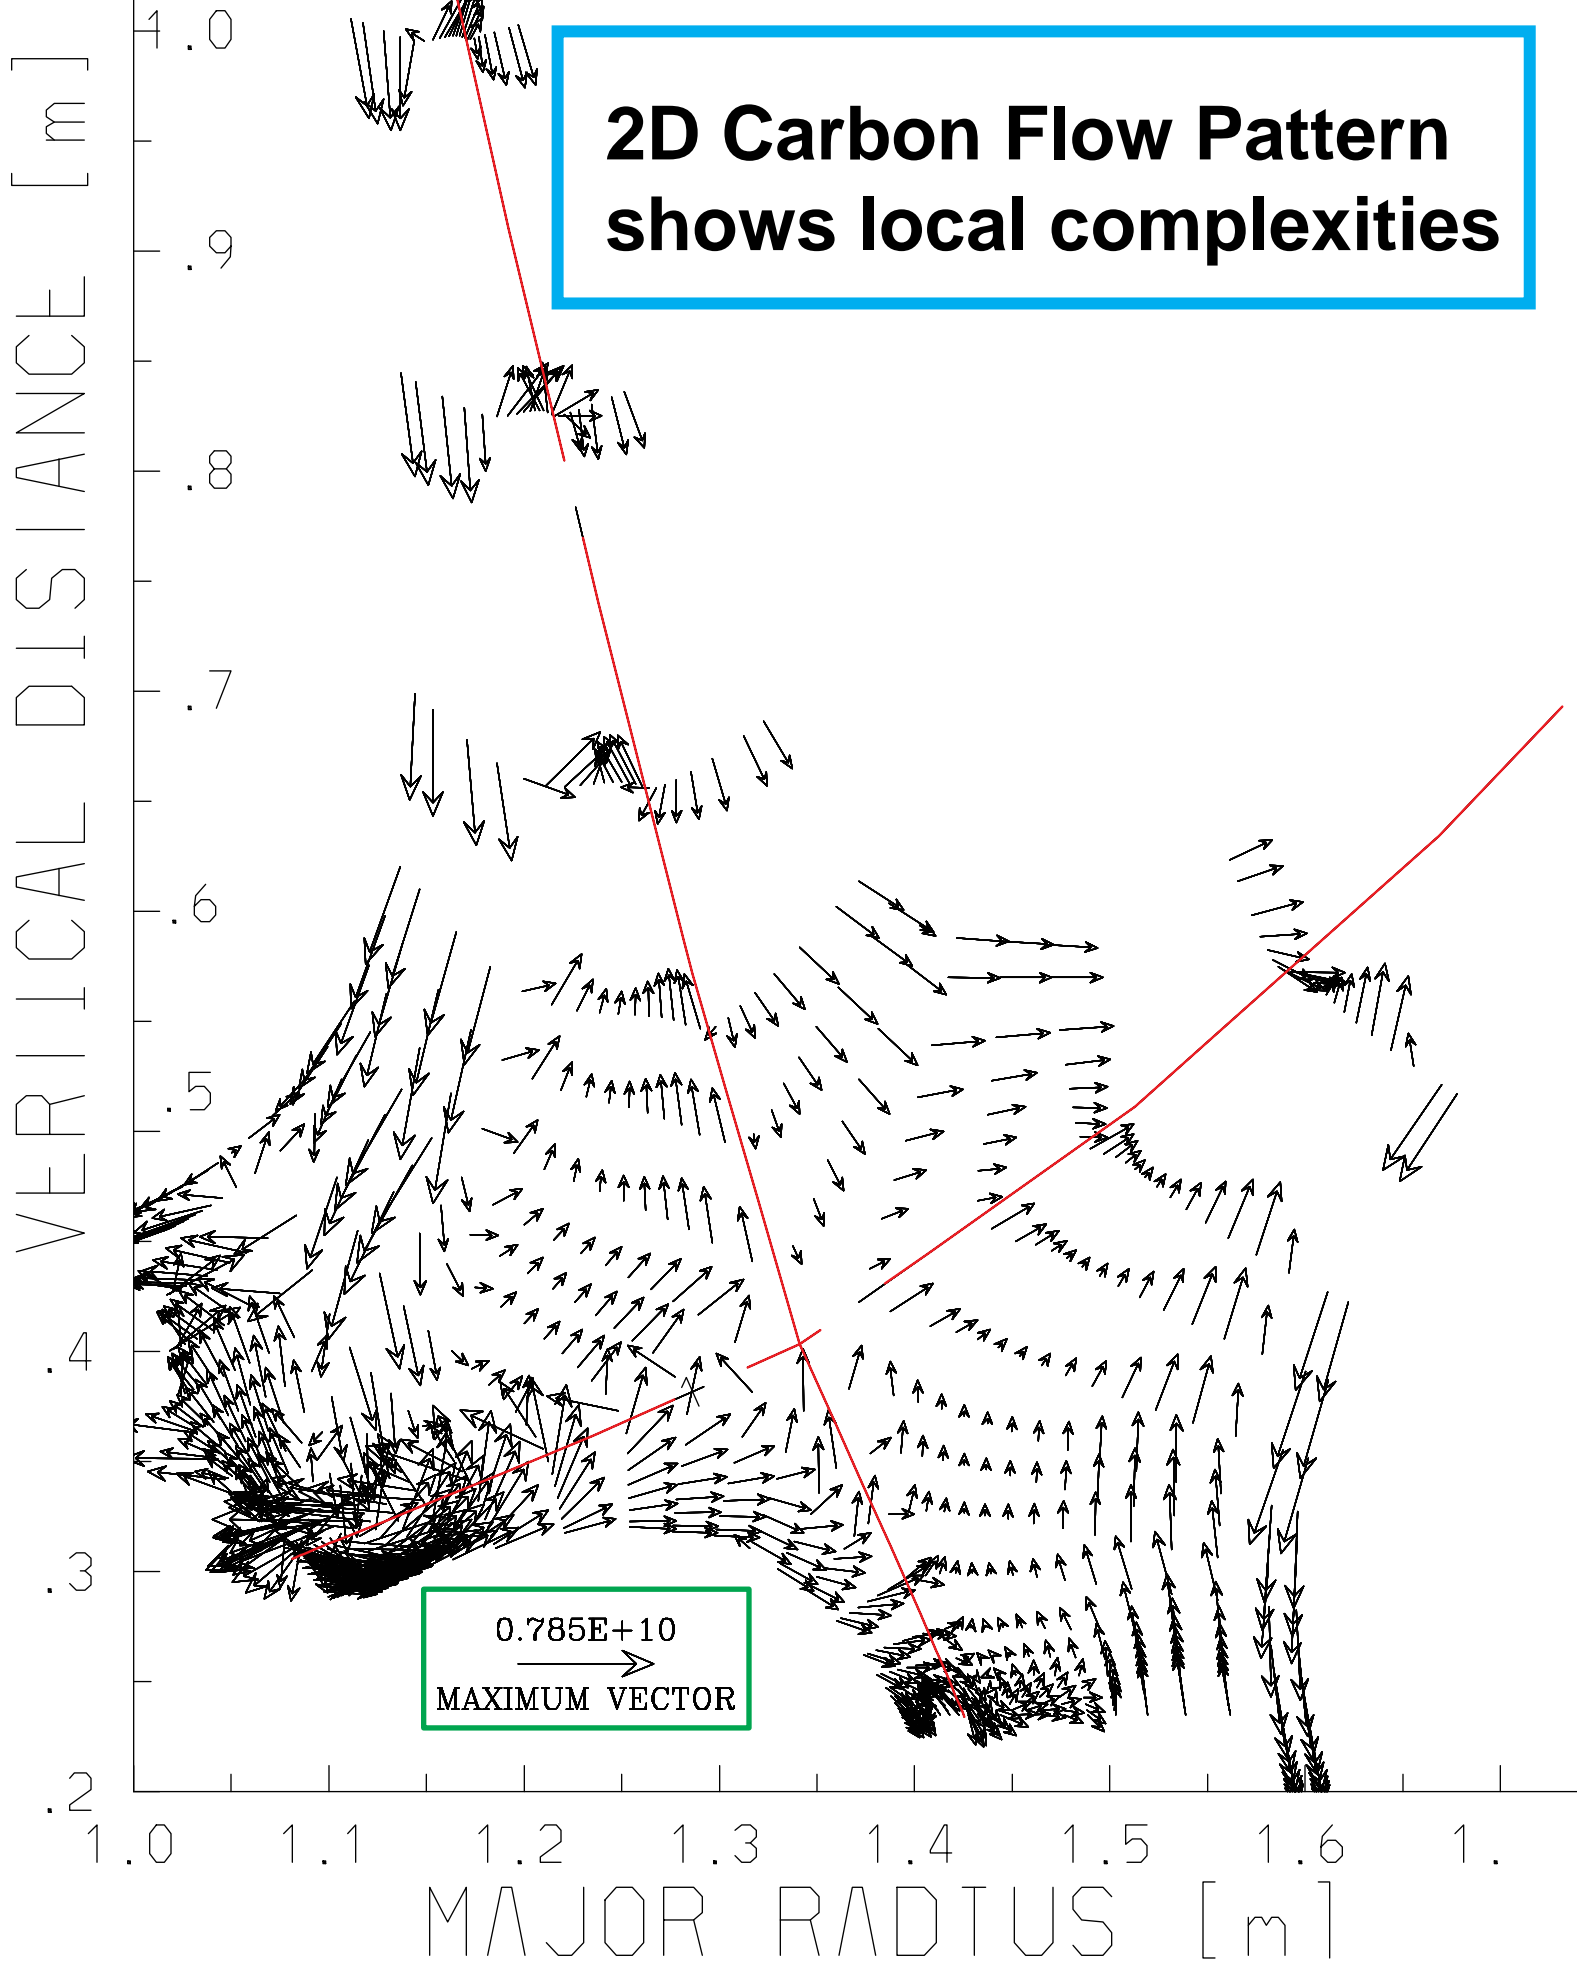 2D Carbon Flow Pattern
shows local complexities
VERTICAL DISTANCE [m]
1.0
.9
.8
.7
.6
.5
.4
.3
.2
0.785E+10
MAXIMUM VECTOR
1.0 1.1 1.2 1.3 1.4 1.5 1.6 1.
MAJOR RADIUS [m]